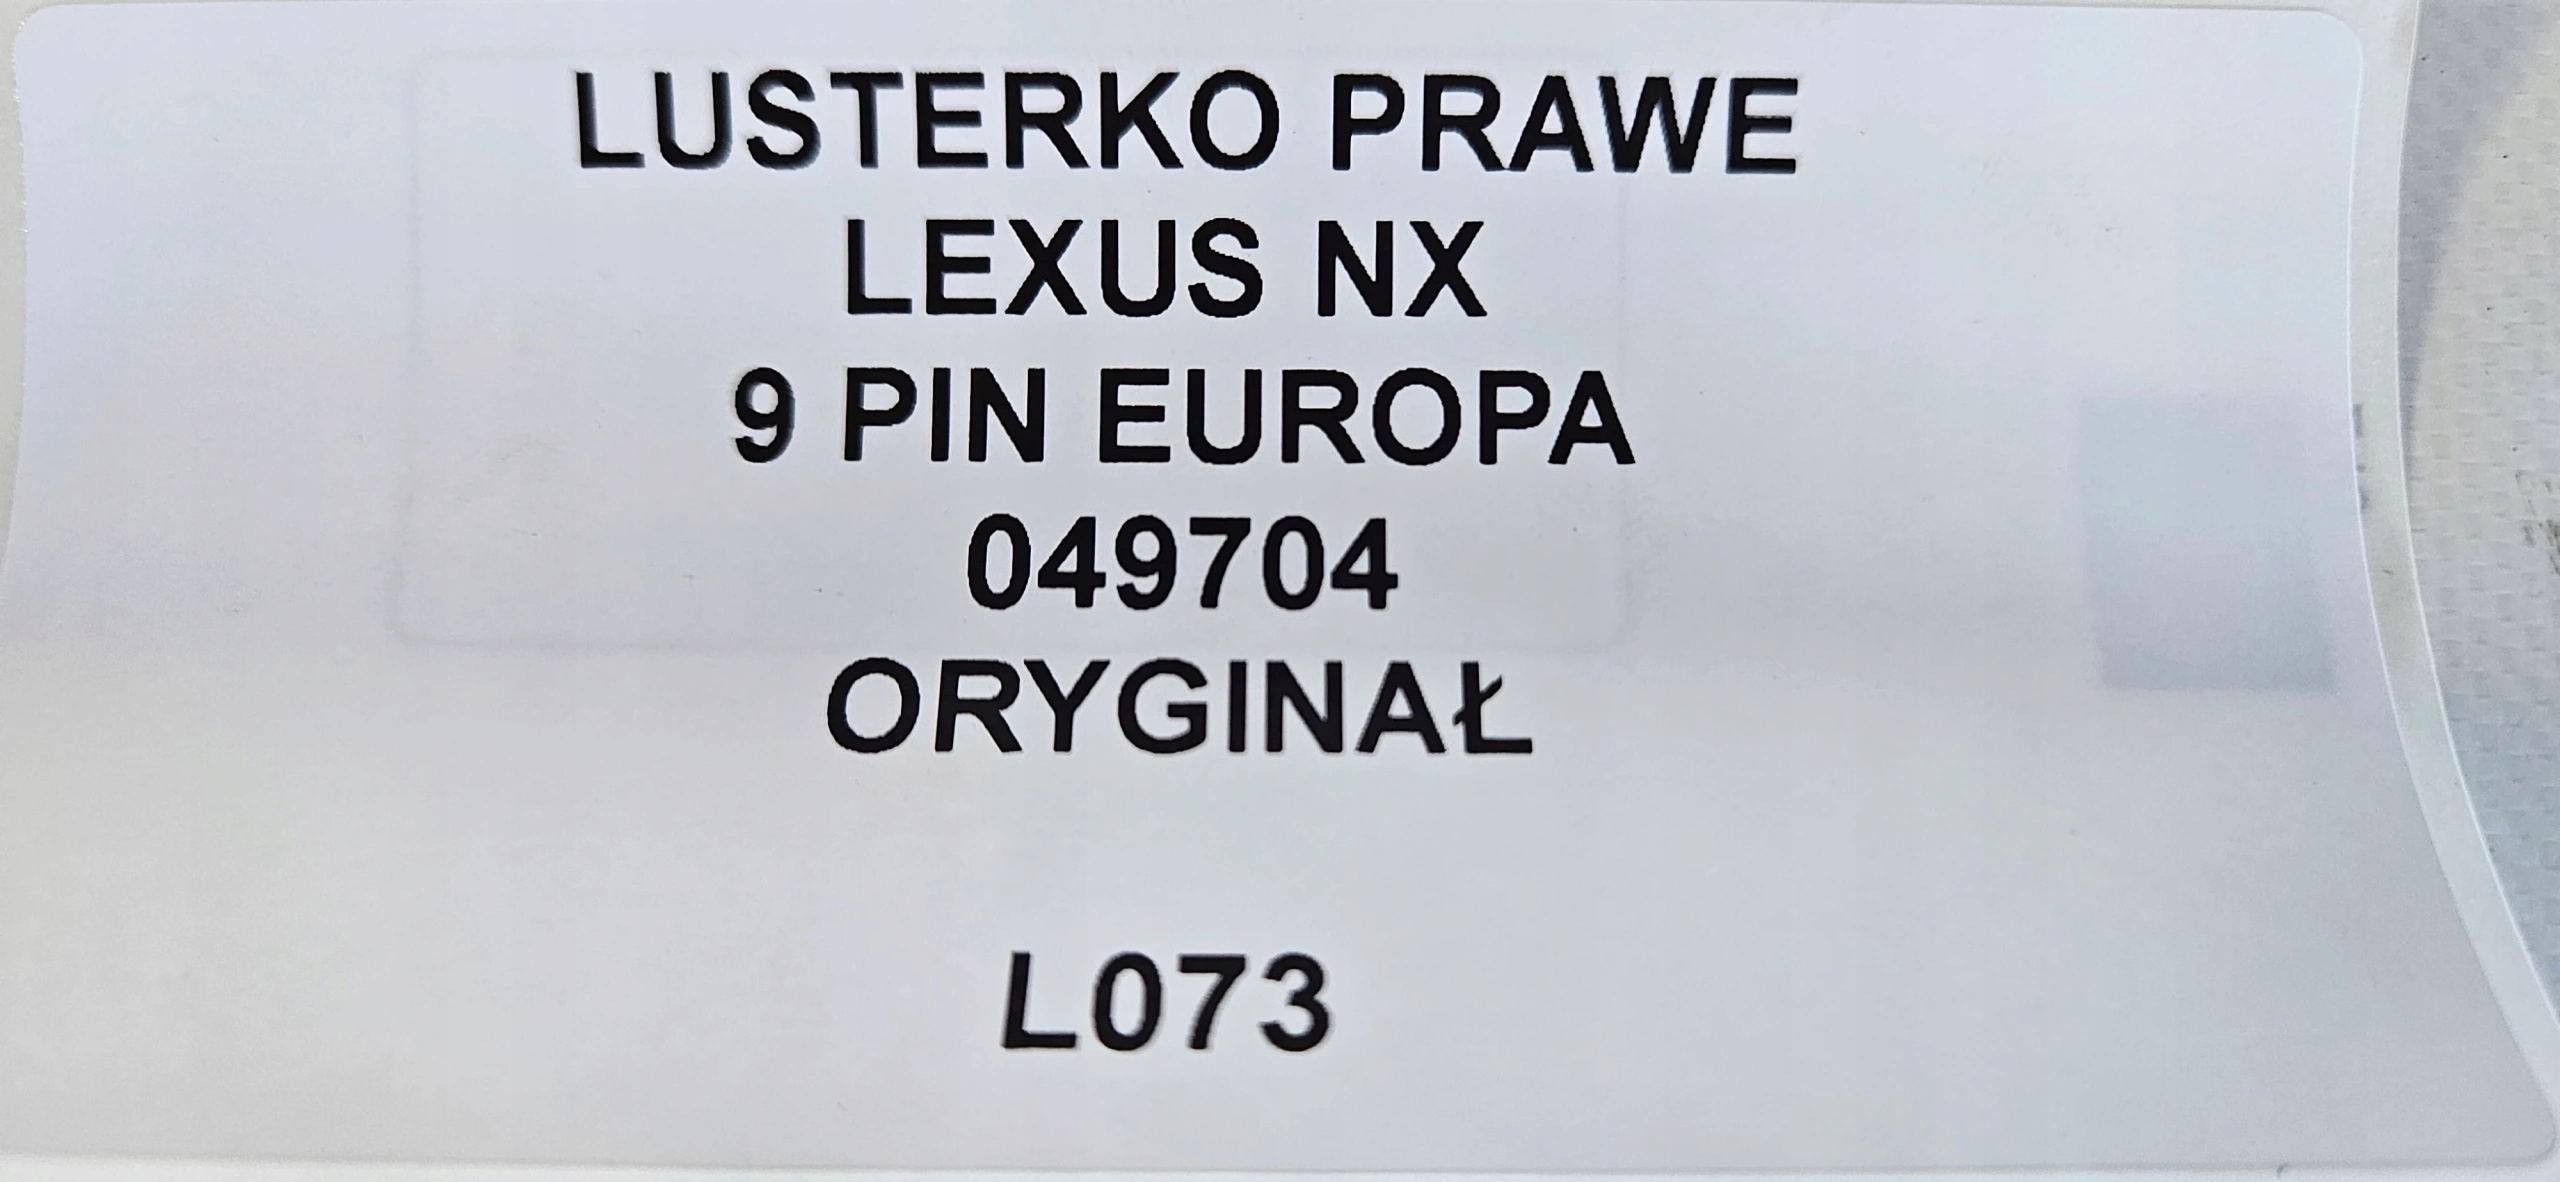 LUSTERKO PRAWE
LEXUS NX
9 PIN EUROPA
049704
ORYGINAŁ
L073